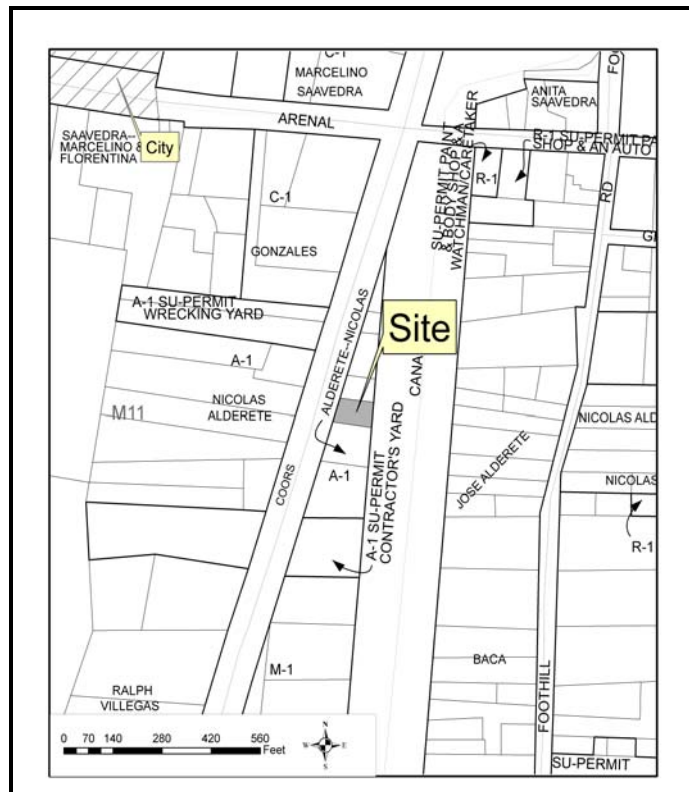 C-1
MARCELINO
SAAVEDRA
FOO
ANITA
SAAVEDRA
ARENAL
SAAVEDRA--
MARCELINO &
FLORENTINA
City
R-1 SU-PERMIT PA
SHOP & AN AUTO
SU-PERMIT PAINT
& BODY SHOP & A
WATCHMAN/CARETAKER
R-1
RD
C-1
GONZALES
A-1 SU-PERMIT
WRECKING YARD
ALDERETE--NICOLAS
Site
CANA
A-1
NICOLAS
ALDERETE
M11
NICOLAS ALD
JOSE ALDERETE
COORS
A-1
A-1 SU-PERMIT
CONTRACTOR'S YARD
NICOLAS
R-1
BACA
M-1
RALPH
VILLEGAS
FOOTHILL
0 70 140 280 420 560
Feet
N
W E
S
SU-PERMIT